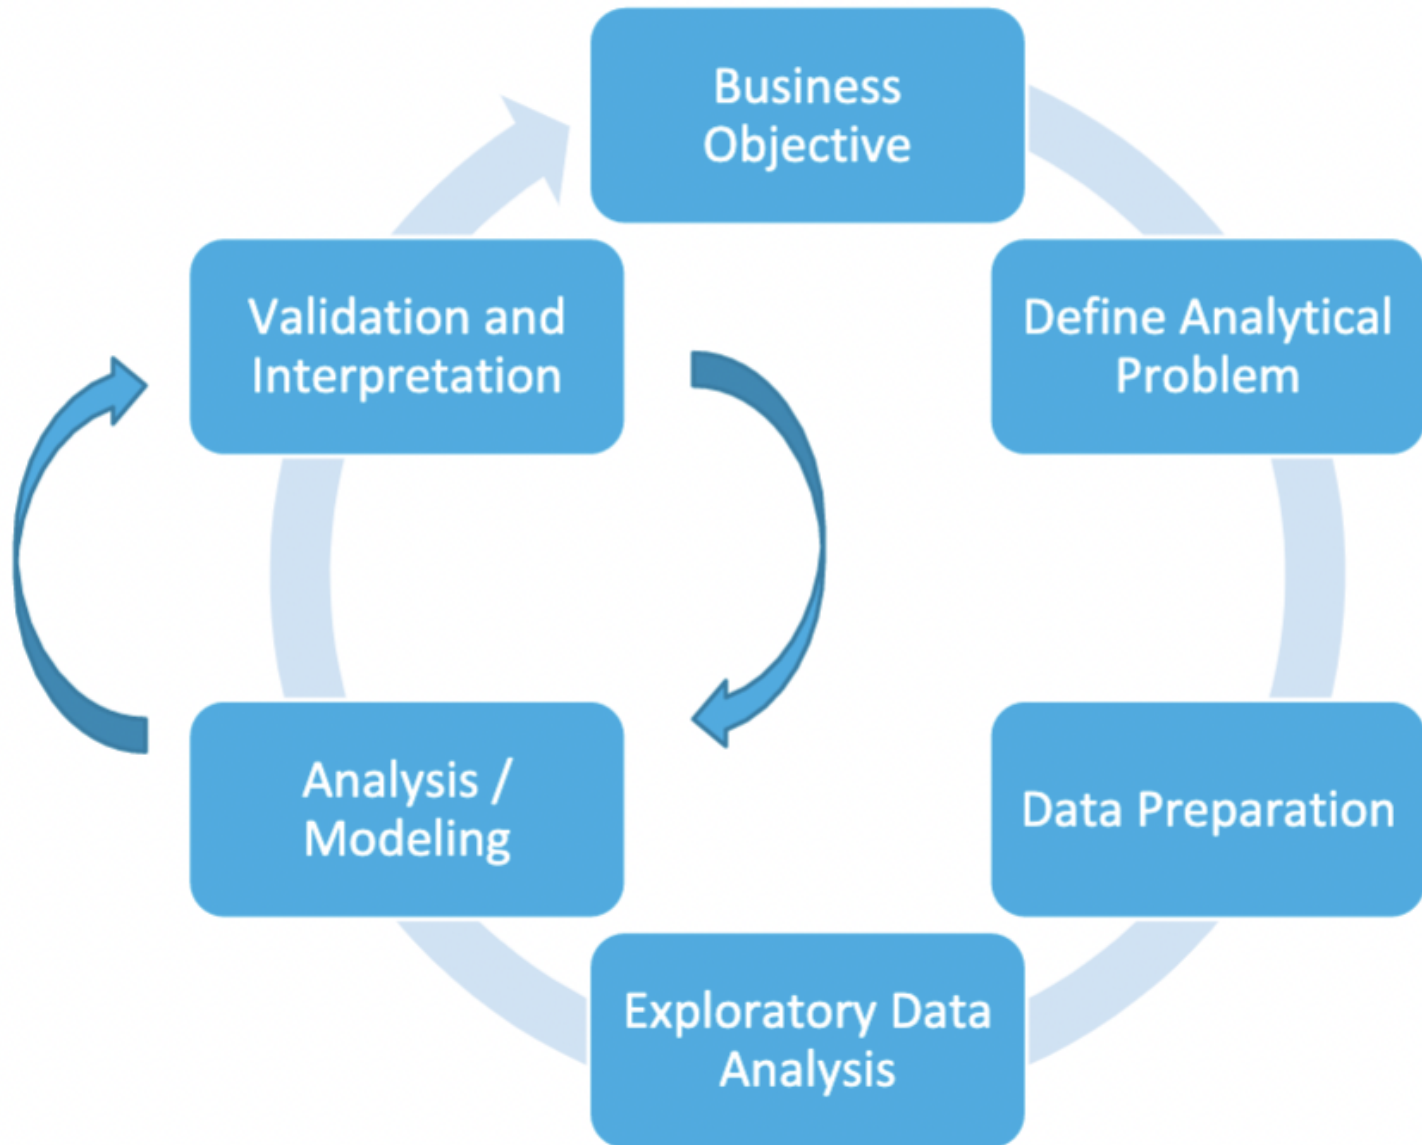 Business
Objective
Define Analytical
Problem
Data Preparation
Exploratory Data
Analysis
Analysis /
Modeling
Validation and
Interpretation